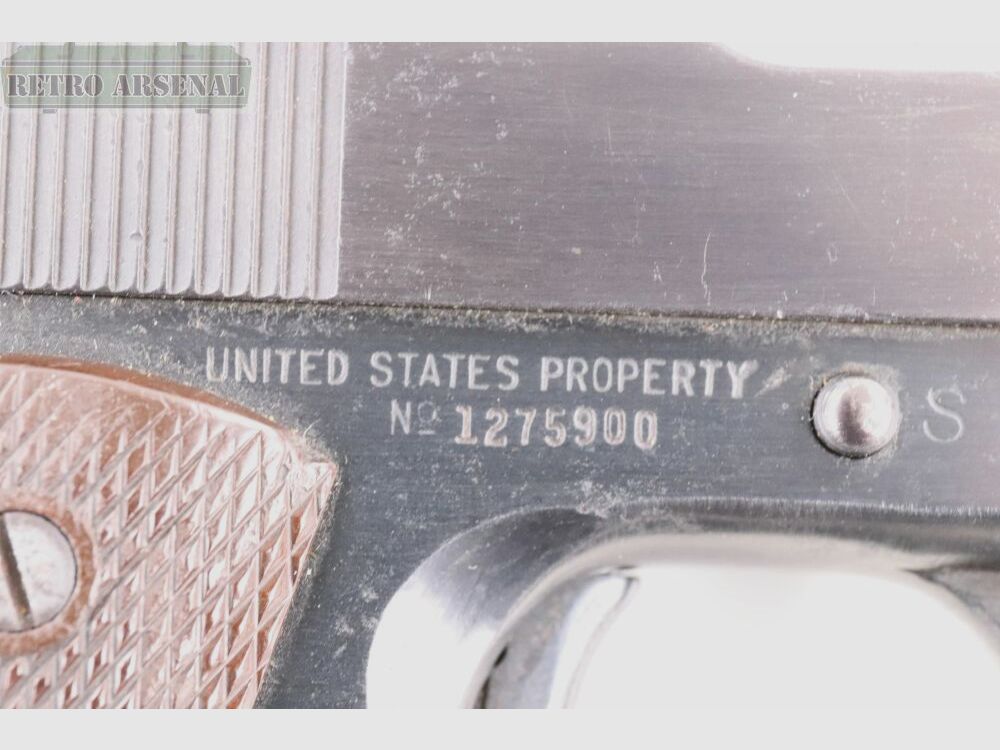 RETRO ARSENAL
UNITED STATES PROPERTY
Nº 1275900
S